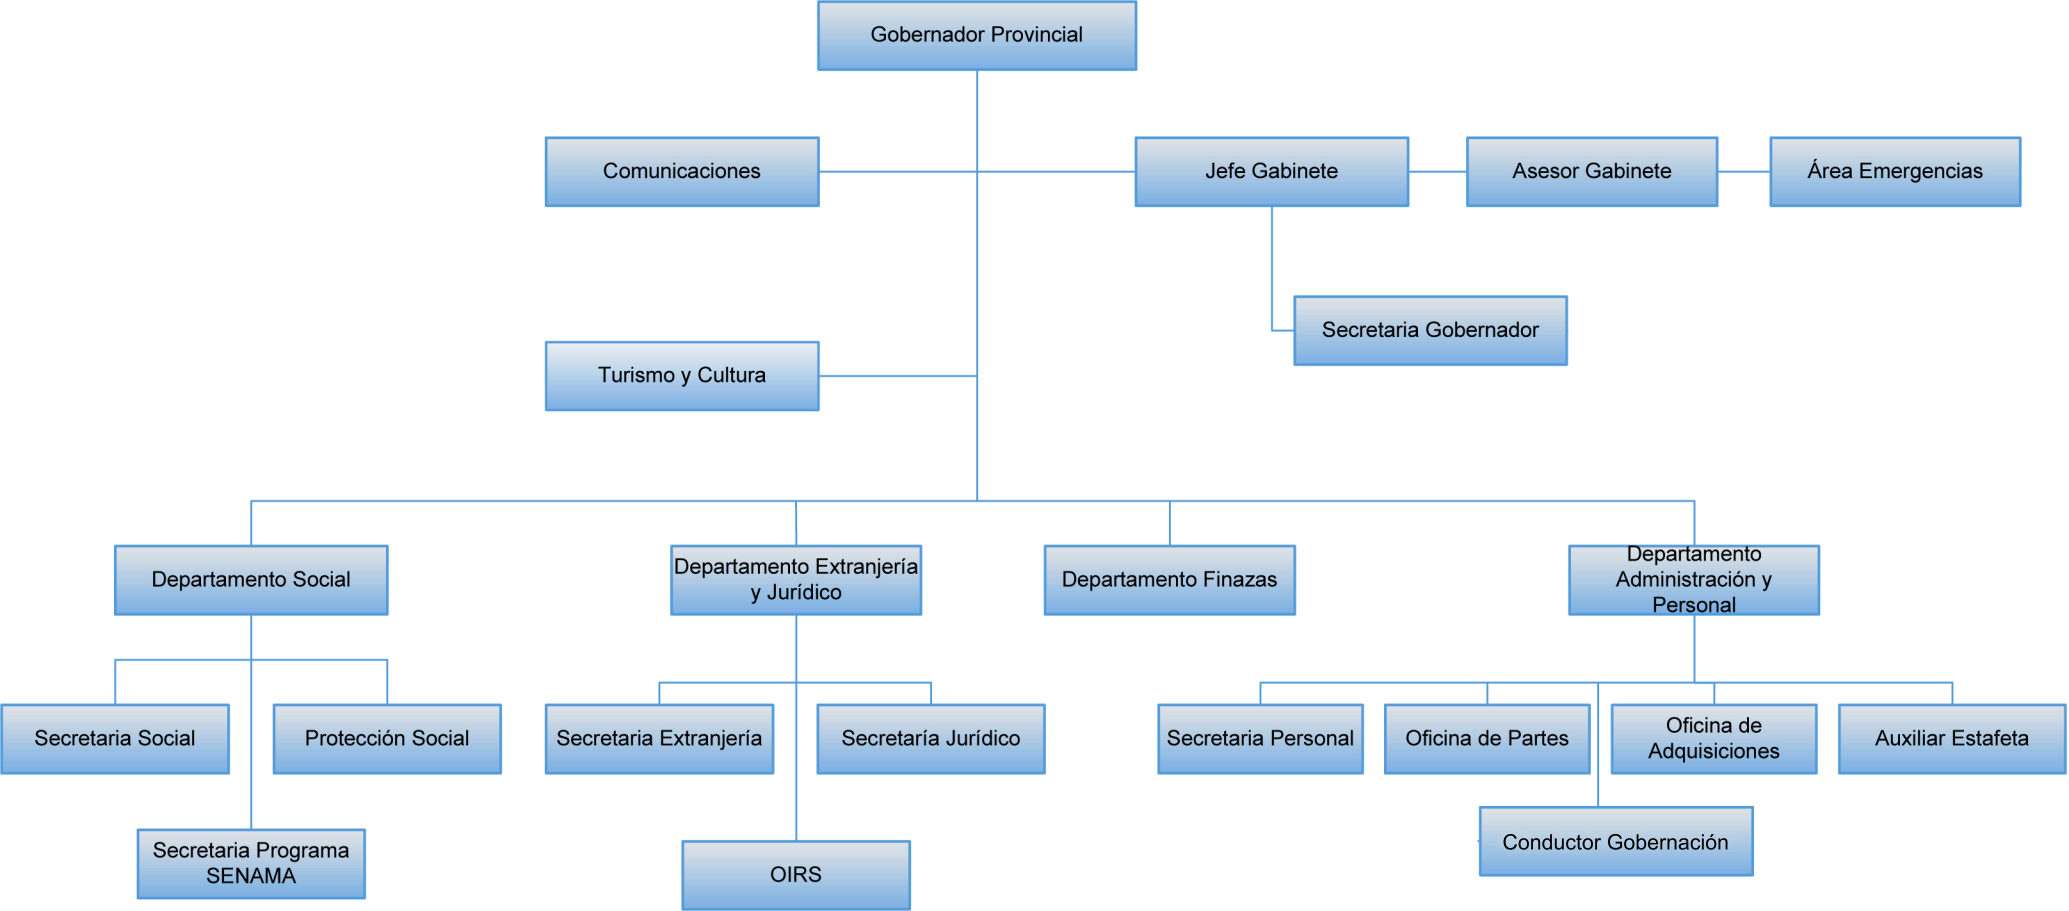 Gobernador Provincial
Comunicaciones
Jefe Gabinete
Asesor Gabinete
Área Emergencias
Secretaria Gobernador
Turismo y Cultura
Departamento Social
Departamento Extranjería
y Jurídico
Departamento Finazas
Departamento
Administración y
Personal
Secretaria Social
Protección Social
Secretaria Extranjería
Secretaría Jurídico
Secretaria Personal
Oficina de Partes
Oficina de
Adquisiciones
Auxiliar Estafeta
Secretaria Programa
SENAMA
OIRS
Conductor Gobernación